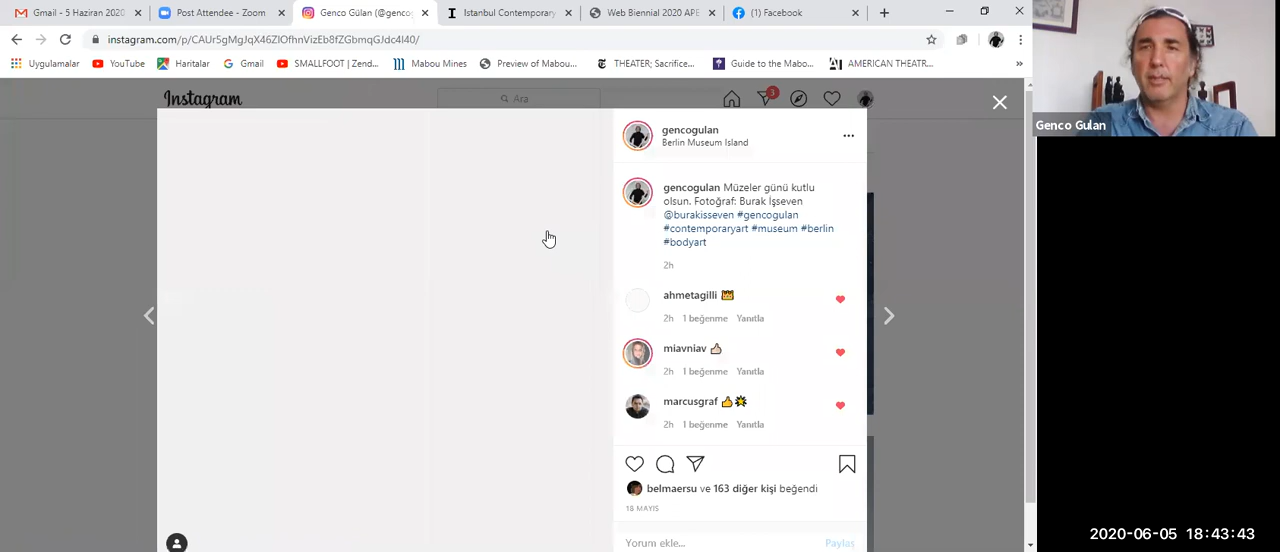 Gmail - 5 Haziran 2020
Post Attendee - Zoom
Genco Gülan (@genco
Istanbul Contemporary
Web Biennial 2020 APE
(1) Facebook
instagram.com/p/CAUr5gMgJqX46ZlOfhnVizEb8fZGbmqGJdc4I40/
Uygulamalar
YouTube
Haritalar
Gmail
SMALLFOOT | Zend...
Mabou Mines
Preview of Mabou...
THEATER; Sacrifice...
Guide to the Mabo...
AMERICAN THEATR...
»
Instagram
Ara
3
Genco Gulan
gencogulan
Berlin Museum Island
gencogulan Müzeler günü kutlu
olsun. Fotoğraf: Burak Işseven
@burakisseven #gencogulan
#contemporaryart #museum #berlin
#bodyart
2h
ahmetagilli
2h 1 beğenme Yanıtla
miavniav
2h 1 beğenme Yanıtla
marcusgraf
2h 1 beğenme Yanıtla
belmaersu ve 163 diğer kişi beğendi
18 MAYIS
Yorum ekle...
Paylaş
2020-06-05 18:43:43